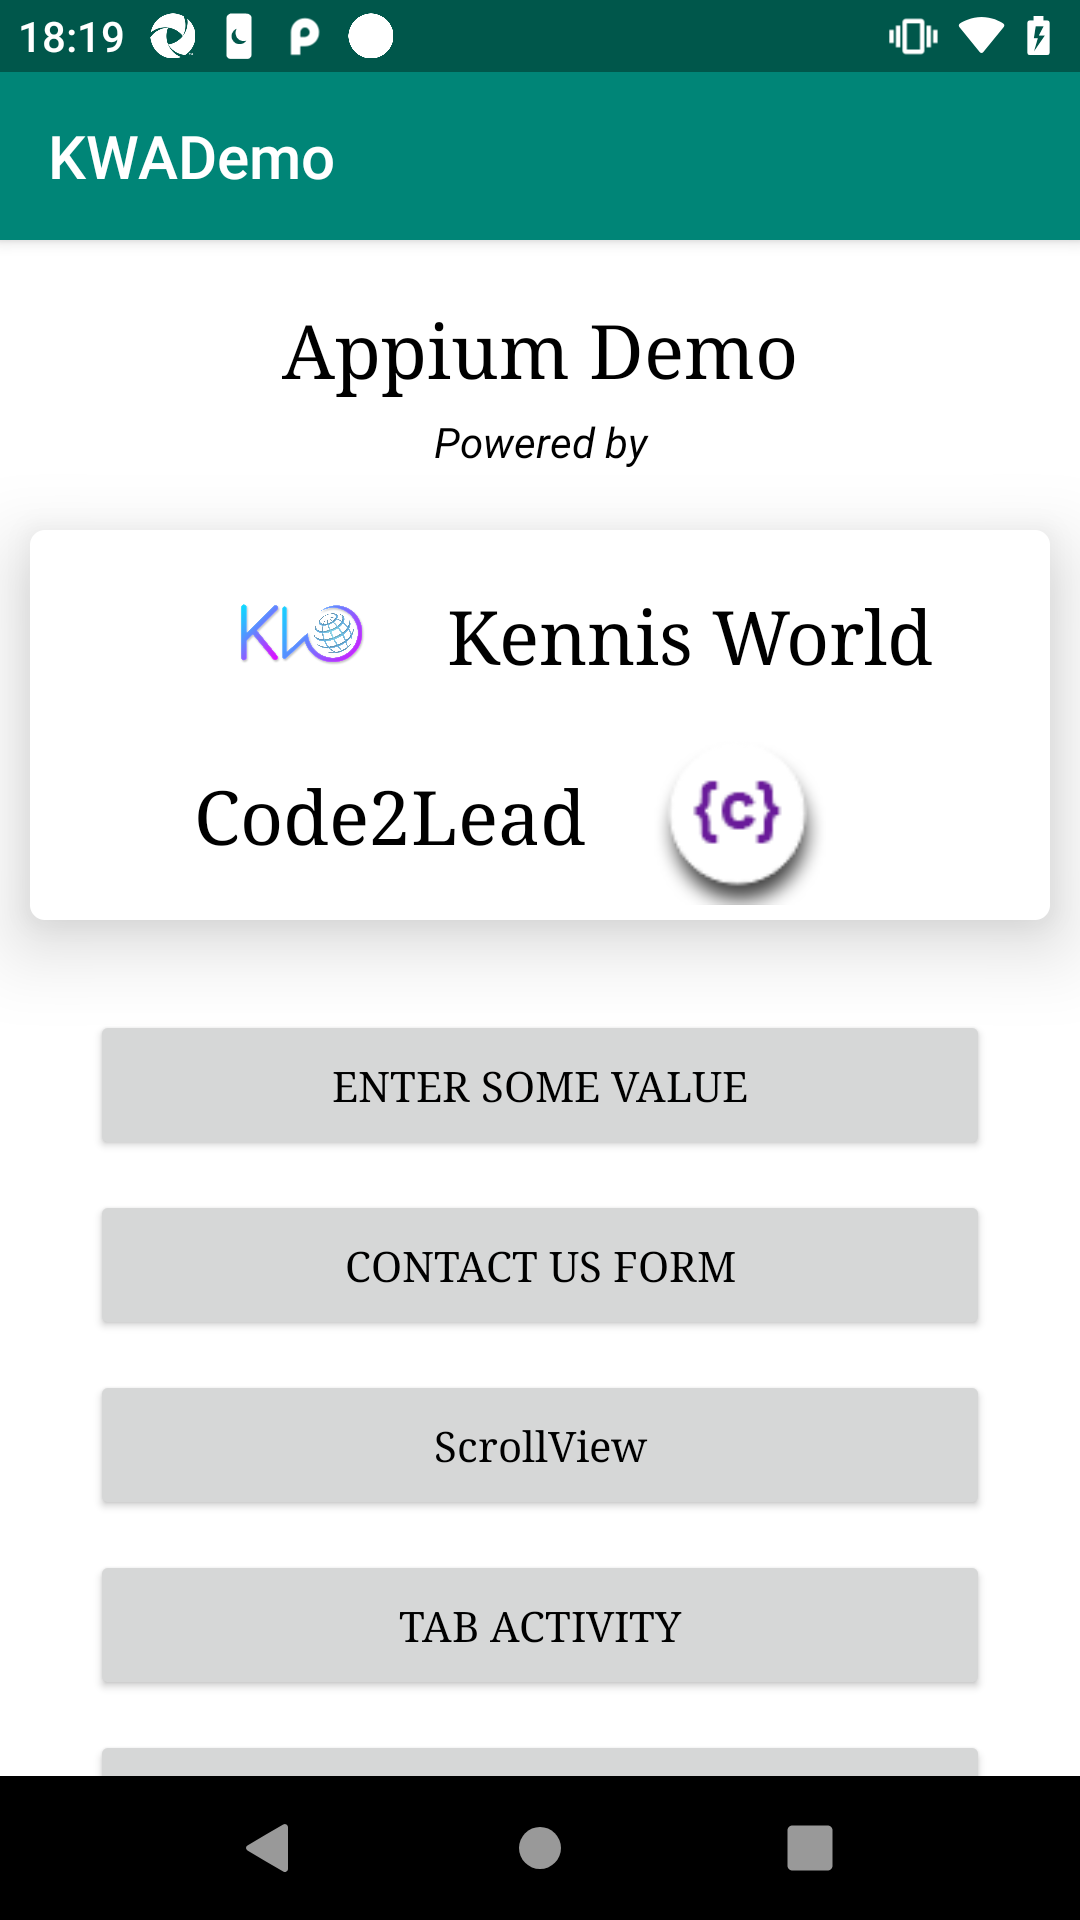 18:19
KWADemo
Appium Demo
Powered by
Kennis World
Code2Lead
{c}
ENTER SOME VALUE
CONTACT US FORM
ScrollView
TAB ACTIVITY